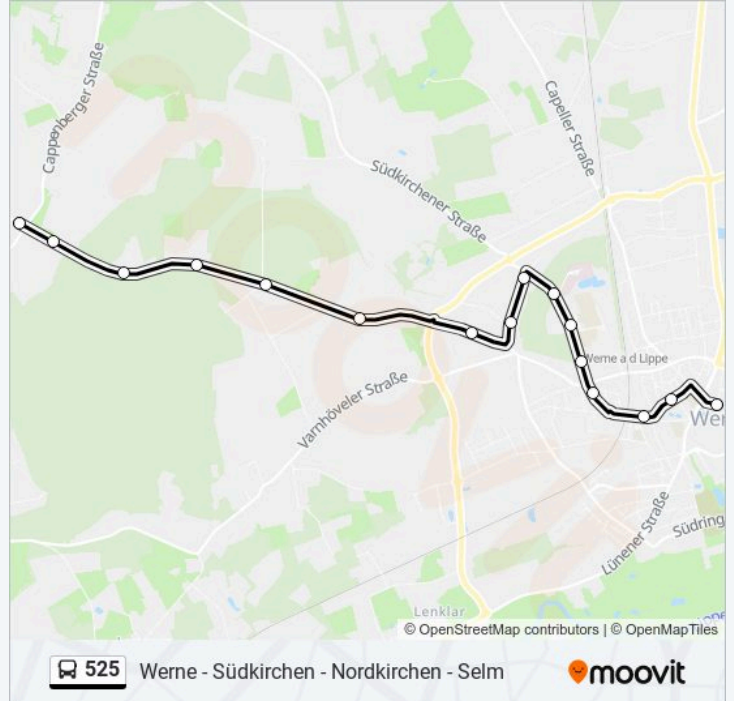 Cappenberger Straße
Capeller Straße
Südkirchener Straße
Werne a d Lippe
Varnhöveler Straße
Wer
Südring
Lünener Straße
Lenklar
© OpenStreetMap contributors | © OpenMapTiles
525 Werne - Südkirchen - Nordkirchen - Selm
moovit